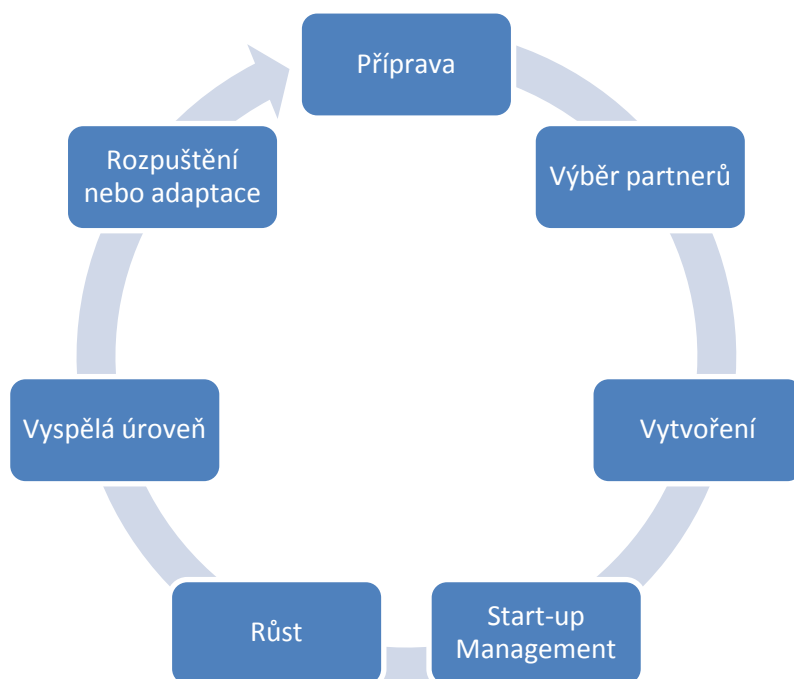 Příprava
Výběr partnerů
Vytvoření
Start-up
Management
Růst
Vyspělá úroveň
Rozpuštění
nebo adaptace